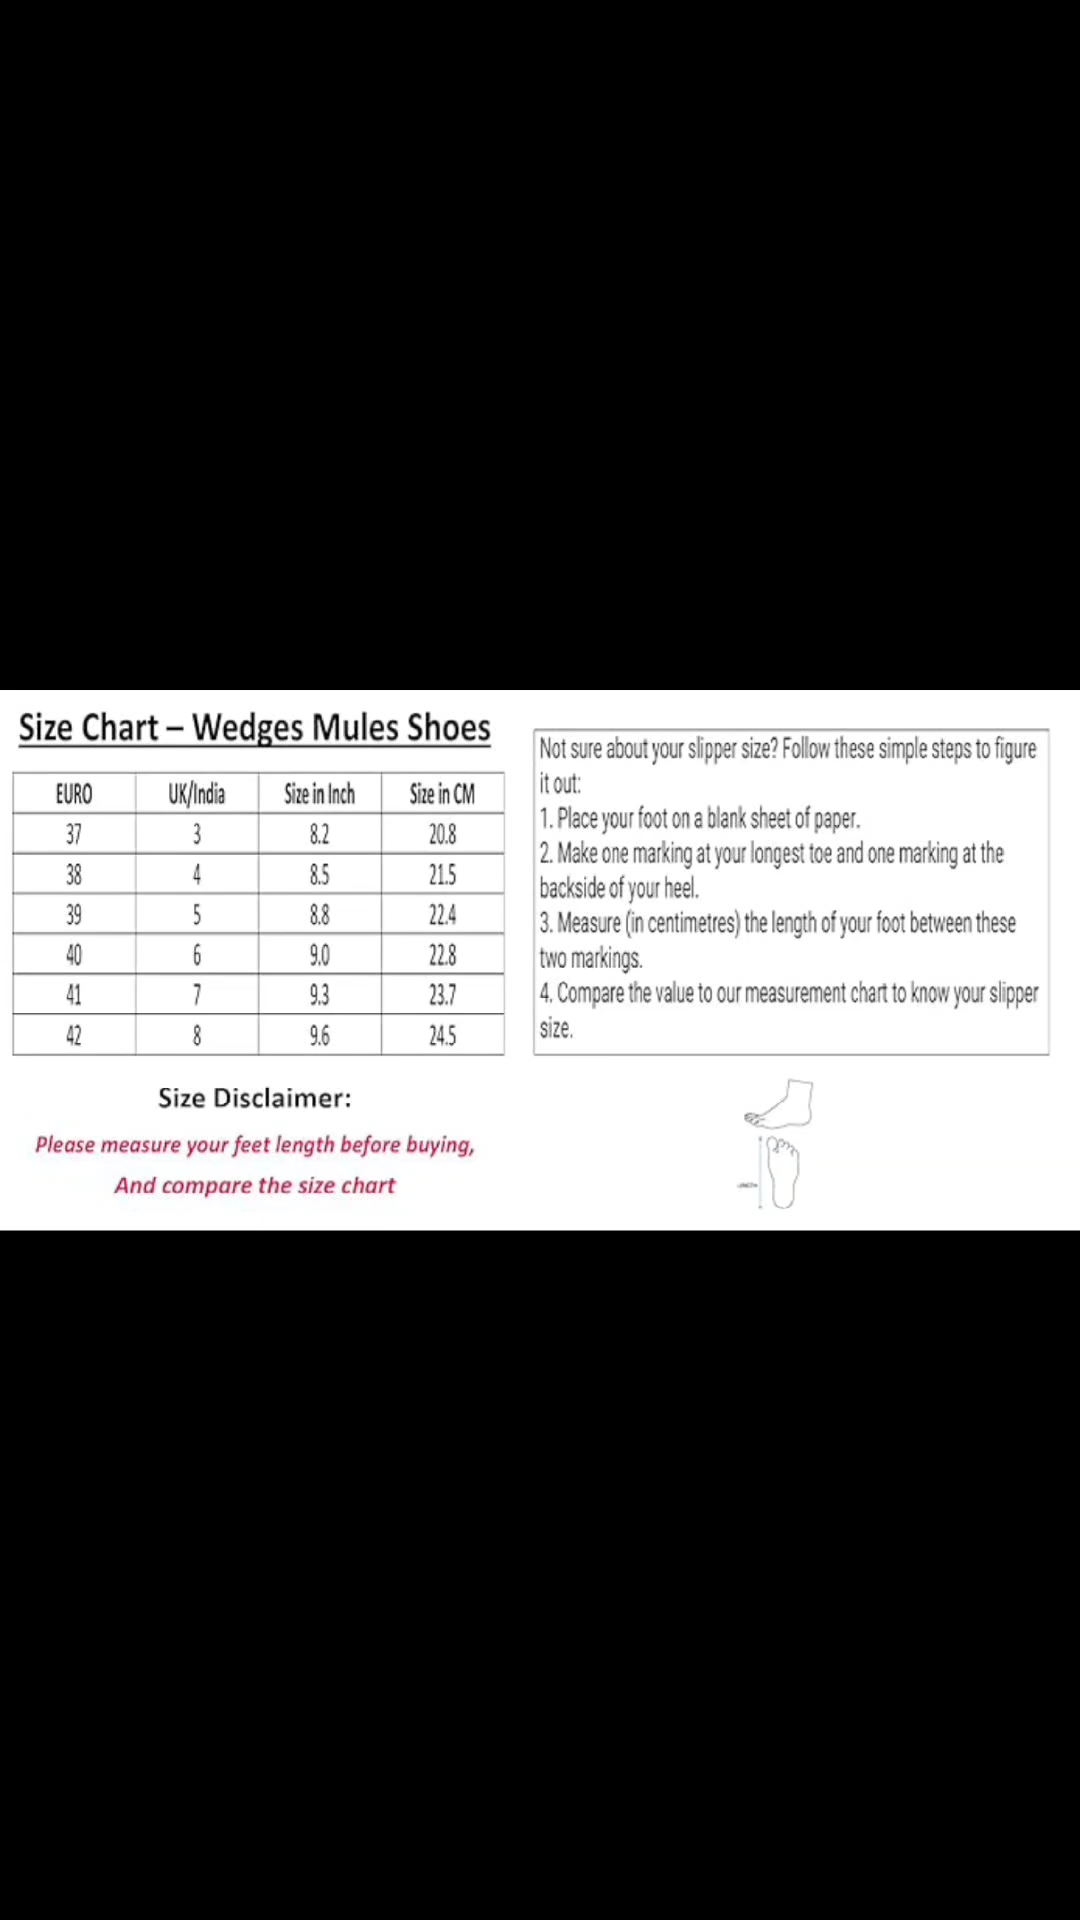 Size Chart – Wedges Mules Shoes
EURO UK/India Size in Inch Size in CM
37 3 8.2 20.8
38 4 8.5 21.5
39 5 8.8 22.4
40 6 9.0 22.8
41 7 9.3 23.7
42 8 9.6 24.5
Size Disclaimer:
Please measure your feet length before buying,
And compare the size chart
Not sure about your slipper size? Follow these simple steps to figure
it out:
1. Place your foot on a blank sheet of paper.
2. Make one marking at your longest toe and one marking at the
backside of your heel.
3. Measure (in centimetres) the length of your foot between these
two markings.
4. Compare the value to our measurement chart to know your slipper
size.